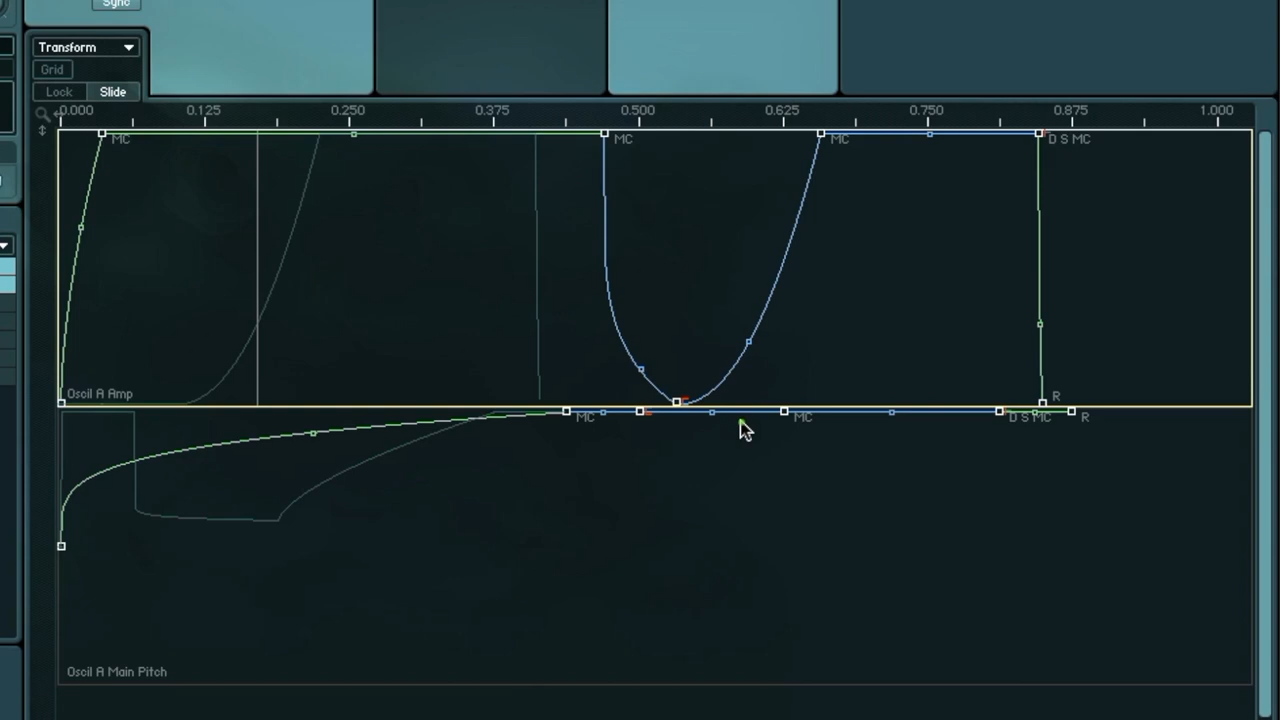 Sync
Transform
Grid
Lock Slide
0.000 0.125 0.250 0.375 0.500 0.625 0.750 0.875 1.000
MC MC MC D S MC
Oscil A Amp R
MC MC D S MC R
Oscil A Main Pitch